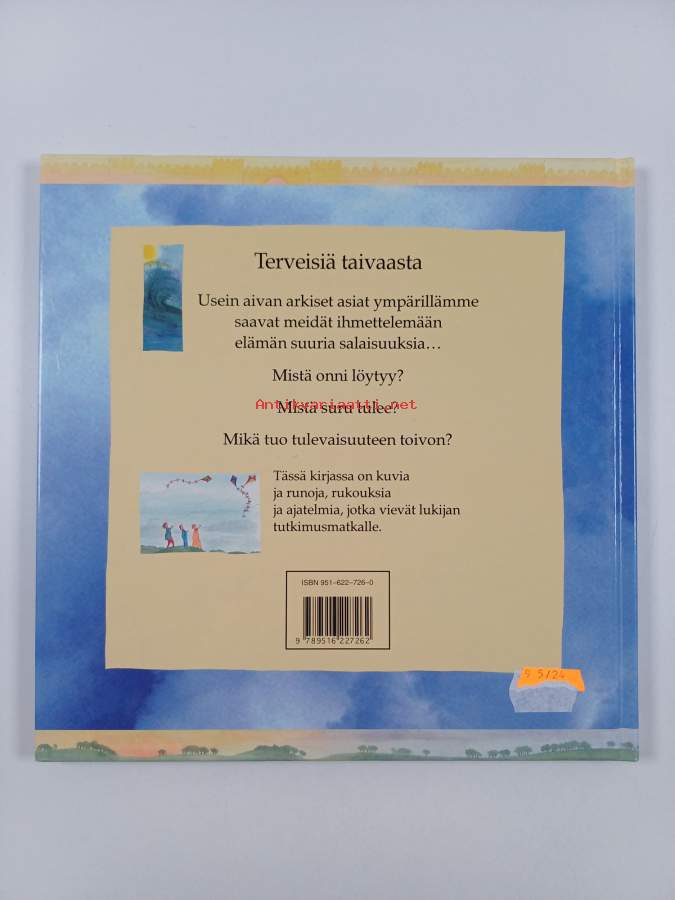 Terveisiä taivaasta
Usein aivan arkiset asiat ympärillämme
saavat meidät ihmettelemään
elämän suuria salaisuuksia…
Mistä onni löytyy?
Mistä suru tulee?
Antikvariaatti.net
Mikä tuo tulevaisuuteen toivon?
Tässä kirjassa on kuvia
ja runoja, rukouksia
ja ajatelmia, jotka vievät lukijan
tutkimusmatkalle.
ISBN 951–622–726–0
9 789516 227262
9 5/24